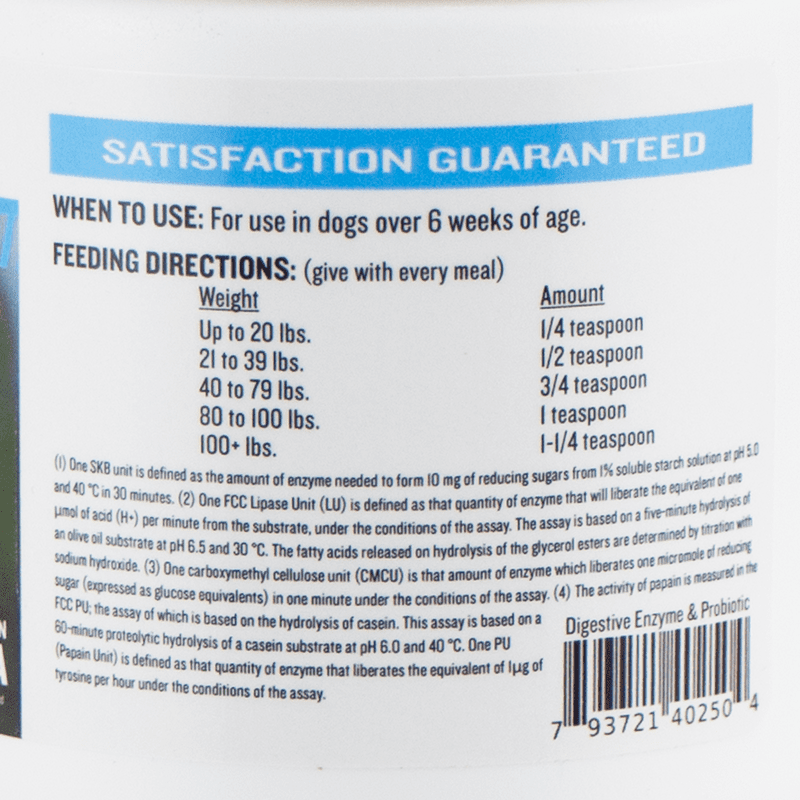 SATISFACTION GUARANTEED
WHEN TO USE: For use in dogs over 6 weeks of age.
FEEDING DIRECTIONS: (give with every meal)
Weight Amount
Up to 20 lbs. 1/4 teaspoon
21 to 39 lbs. 1/2 teaspoon
40 to 79 lbs. 3/4 teaspoon
80 to 100 lbs. 1 teaspoon
100+ lbs. 1-1/4 teaspoon
(1) One SKB unit is defined as the amount of enzyme needed to form 10 mg of reducing sugars from 1% soluble starch solution at pH 5.0
and 40 °C in 30 minutes. (2) One FCC Lipase Unit (LU) is defined as that quantity of enzyme that will liberate the equivalent of one
µmol of acid (H+) per minute from the substrate, under the conditions of the assay. The assay is based on a five-minute hydrolysis of
an olive oil substrate at pH 6.5 and 30 °C. The fatty acids released on hydrolysis of the glycerol esters are determined by titration with
sodium hydroxide. (3) One carboxymethyl cellulose unit (CMCU) is that amount of enzyme which liberates one micromole of reducing
sugar (expressed as glucose equivalents) in one minute under the conditions of the assay. (4) The activity of papain is measured in the
FCC PU; the assay of which is based on the hydrolysis of casein. This assay is based on a
60-minute proteolytic hydrolysis of a casein substrate at pH 6.0 and 40 °C. One PU
(Papain Unit) is defined as that quantity of enzyme that liberates the equivalent of 1µg of
tyrosine per hour under the conditions of the assay.
Digestive Enzyme & Probiotic
7 93721 40250 4